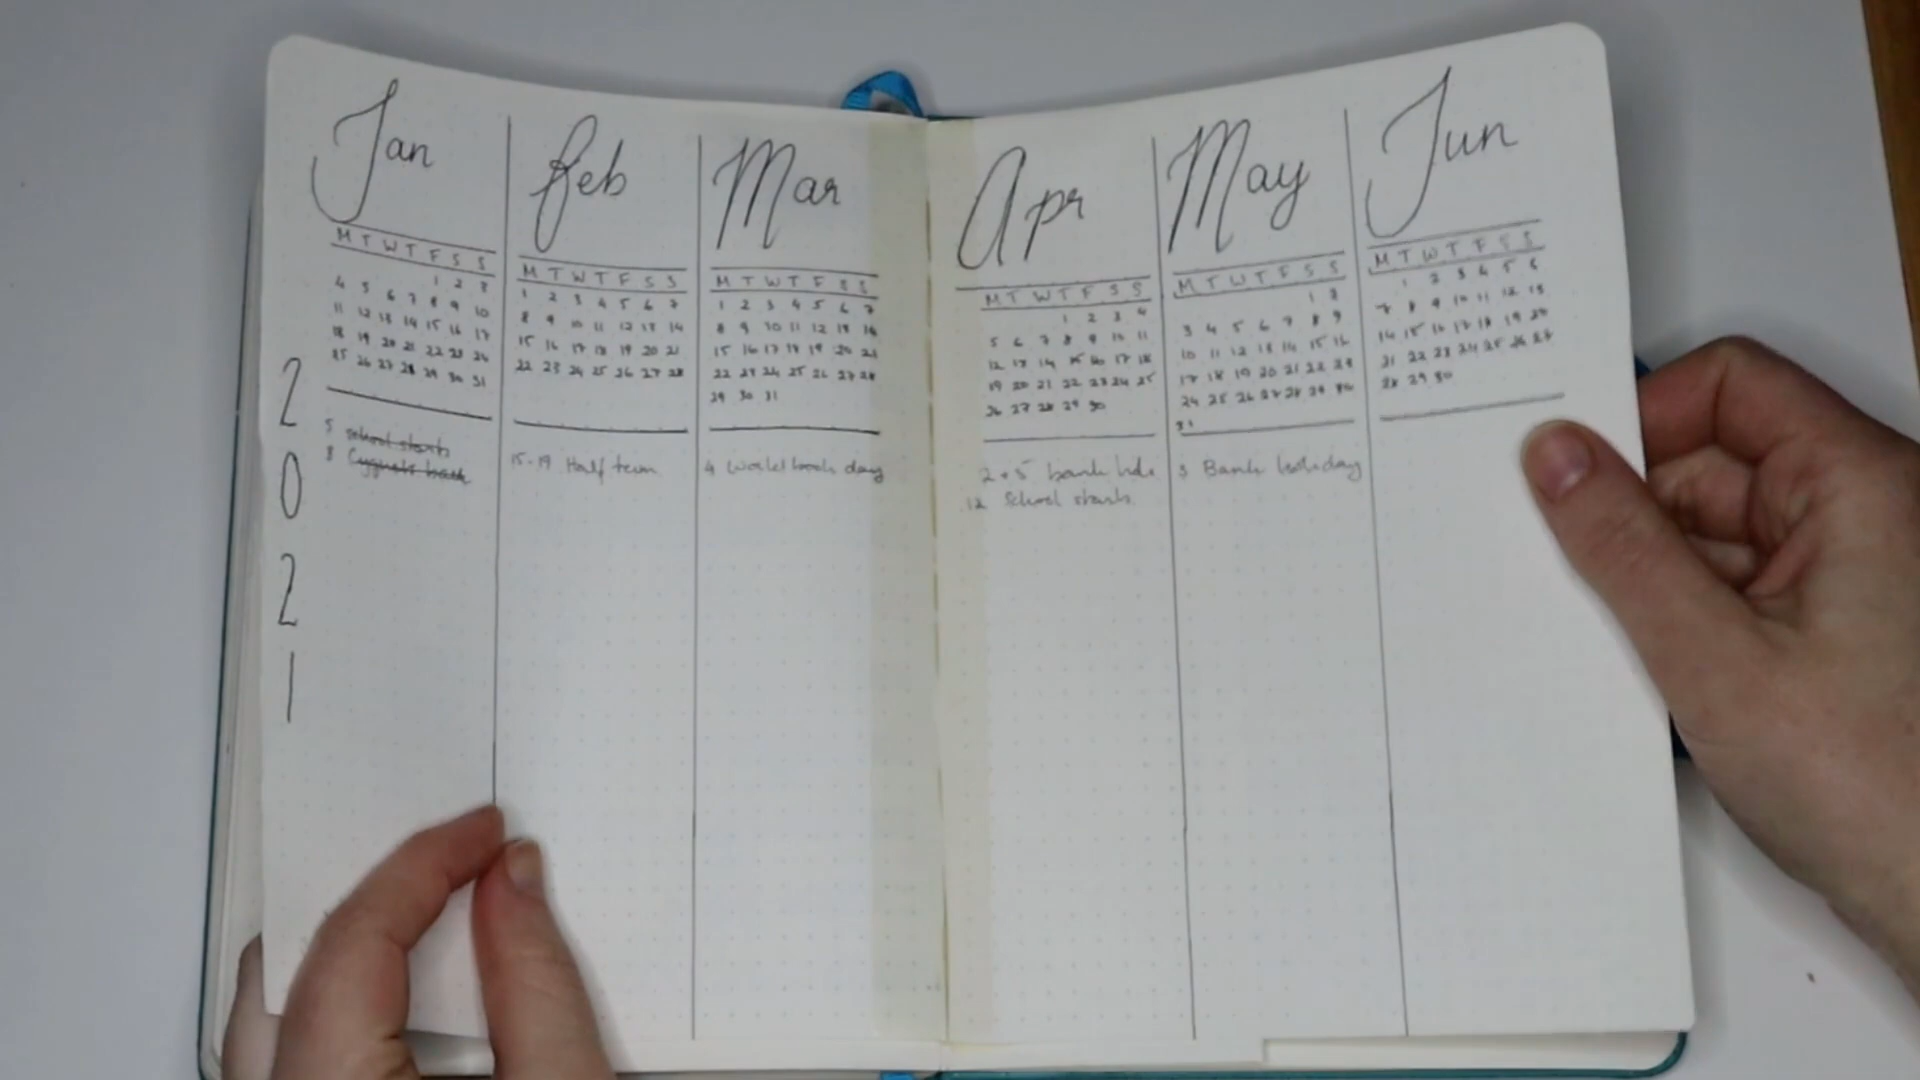 2
0
2
1
Jan
M T W T F S S
1 2 3
4 5 6 7 8 9 10
11 12 13 14 15 16 17
18 19 20 21 22 23 24
25 26 27 28 29 30 31
5 school starts
8 Cygnets back
Feb
M T W T F S S
1 2 3 4 5 6 7
8 9 10 11 12 13 14
15 16 17 18 19 20 21
22 23 24 25 26 27 28
15-19 Half term
Mar
M T W T F S S
1 2 3 4 5 6 7
8 9 10 11 12 13 14
15 16 17 18 19 20 21
22 23 24 25 26 27 28
29 30 31
4 World book day
Apr
M T W T F S S
1 2 3 4
5 6 7 8 9 10 11
12 13 14 15 16 17 18
19 20 21 22 23 24 25
26 27 28 29 30
2+5 bank hols
12 School starts
May
M T W T F S S
1 2
3 4 5 6 7 8 9
10 11 12 13 14 15 16
17 18 19 20 21 22 23
24 25 26 27 28 29 30
31
3 Bank holiday
Jun
M T W T F S S
1 2 3 4 5 6
7 8 9 10 11 12 13
14 15 16 17 18 19 20
21 22 23 24 25 26 27
28 29 30